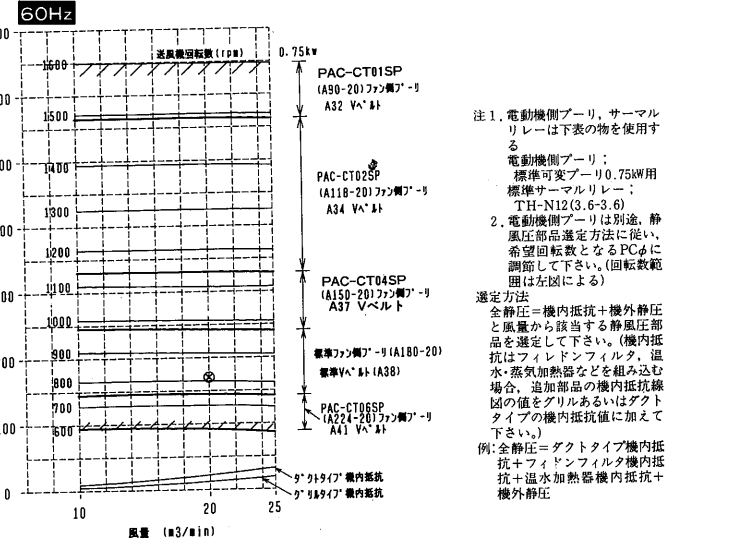 60Hz
送風機回転数(rpm)
0.75kw
1600
1500
1400
1300
1200
1100
1000
900
800
700
600
00
00
00
00
00
00
00
0
10
20
25
風量 (m3/min)
PAC-CT01SP
(A90-20)ファン側プーリ
A32 Vベルト
PAC-CT02SP
(A118-20)ファン側プーリ
A34 Vベルト
PAC-CT04SP
(A150-20)ファン側プーリ
A37 Vベルト
標準ファン側プーリ(A180-20)
標準Vベルト(A38)
PAC-CT06SP
(A224-20)ファン側プーリ
A41 Vベルト
ダクトタイプ機内抵抗
グリルタイプ機内抵抗
注1. 電動機側プーリ, サーマル
リレーは下表の物を使用す
る
電動機側プーリ;
標準可変プーリ0.75kW用
標準サーマルリレー;
TH-N12(3.6-3.6)
2. 電動機側プーリは別途, 静
風圧部品選定方法に従い,
希望回転数となるPCφに
調節して下さい。(回転数範
囲は左図による)
選定方法
全静圧=機内抵抗+機外静圧
と風量から該当する静風圧部
品を選定して下さい。(機内抵
抗はフィレドンフィルタ, 温
水・蒸気加熱器などを組み込む
場合, 追加部品の機内抵抗線
図の値をグリルあるいはダクト
タイプの機内抵抗値に加えて
下さい。)
例:全静圧=ダクトタイプ機内抵
抗+フィドンフィルタ機内抵
抗+温水加熱器機内抵抗+
機外静圧